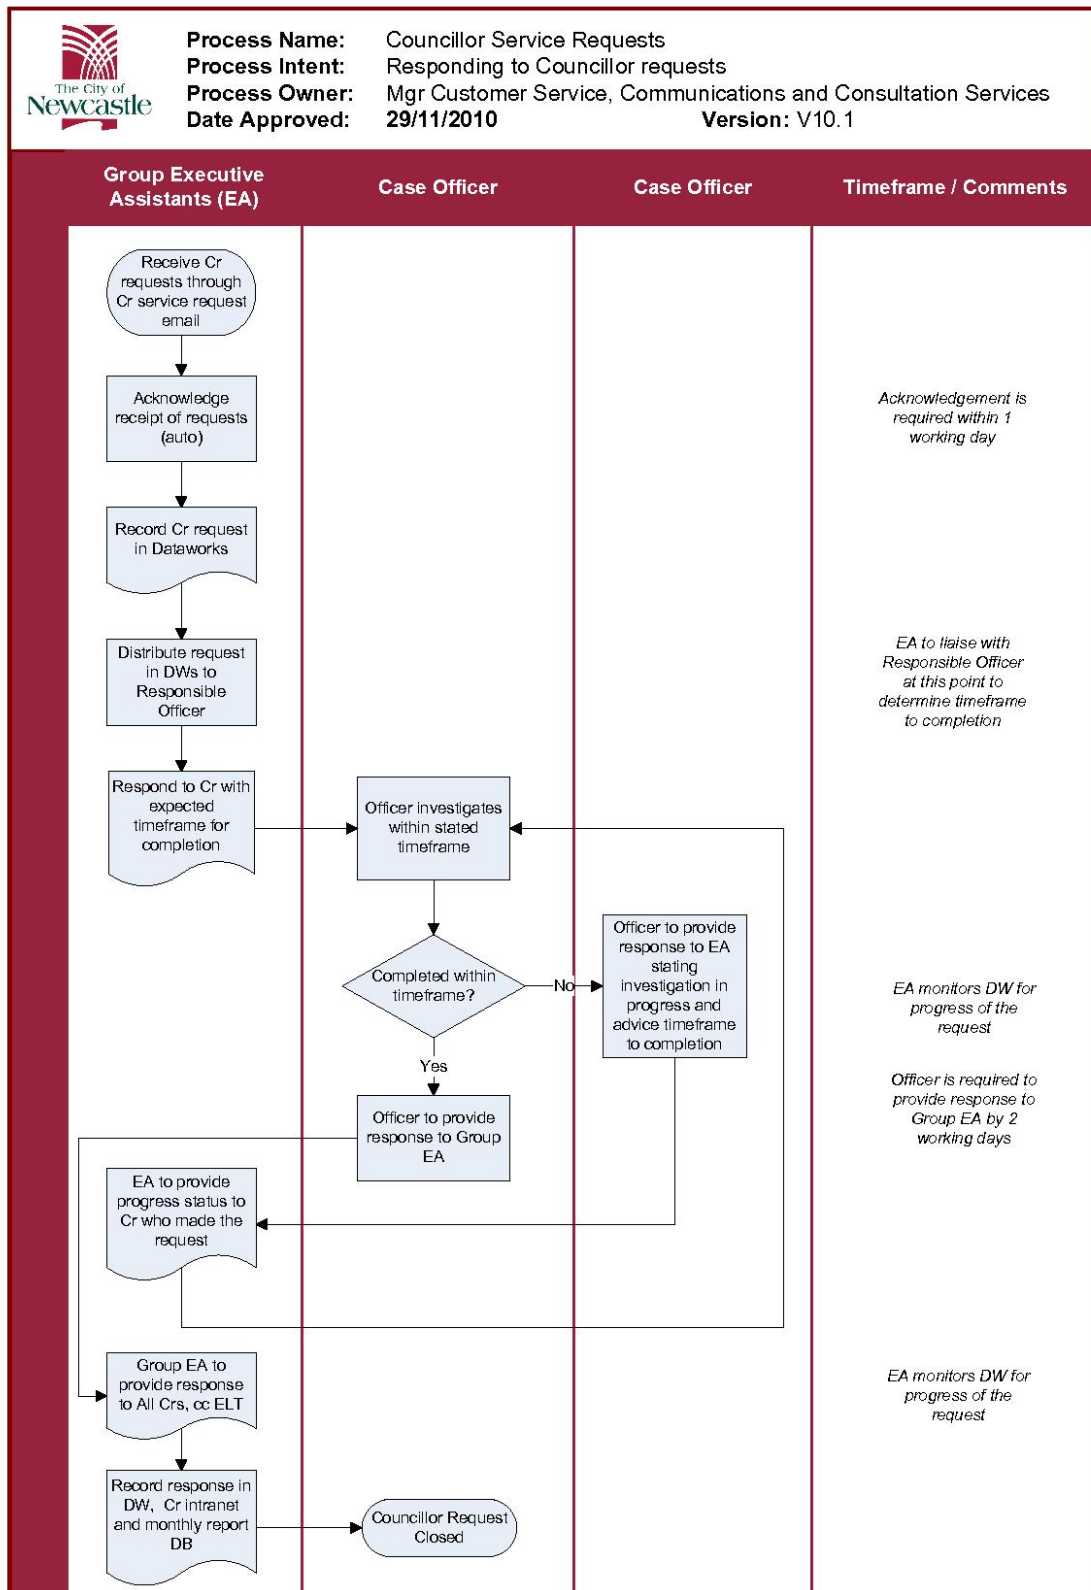 The City of
Newcastle
Process Name: Councillor Service Requests
Process Intent: Responding to Councillor requests
Process Owner: Mgr Customer Service, Communications and Consultation Services
Date Approved: 29/11/2010 Version: V10.1
Group Executive
Assistants (EA)
Case Officer
Case Officer
Timeframe / Comments
Receive Cr
requests through
Cr service request
email
Acknowledge
receipt of requests
(auto)
Acknowledgement is
required within 1
working day
Record Cr request
in Dataworks
Distribute request
in DWs to
Responsible
Officer
EA to liaise with
Responsible Officer
at this point to
determine timeframe
to completion
Respond to Cr with
expected
timeframe for
completion
Officer investigates
within stated
timeframe
Completed within
timeframe?
No
Officer to provide
response to EA
stating
investigation in
progress and
advice timeframe
to completion
EA monitors DW for
progress of the
request
Yes
Officer to provide
response to Group
EA
Officer is required to
provide response to
Group EA by 2
working days
EA to provide
progress status to
Cr who made the
request
Group EA to
provide response
to All Crs, cc ELT
EA monitors DW for
progress of the
request
Record response in
DW, Cr intranet
and monthly report
DB
Councillor Request
Closed